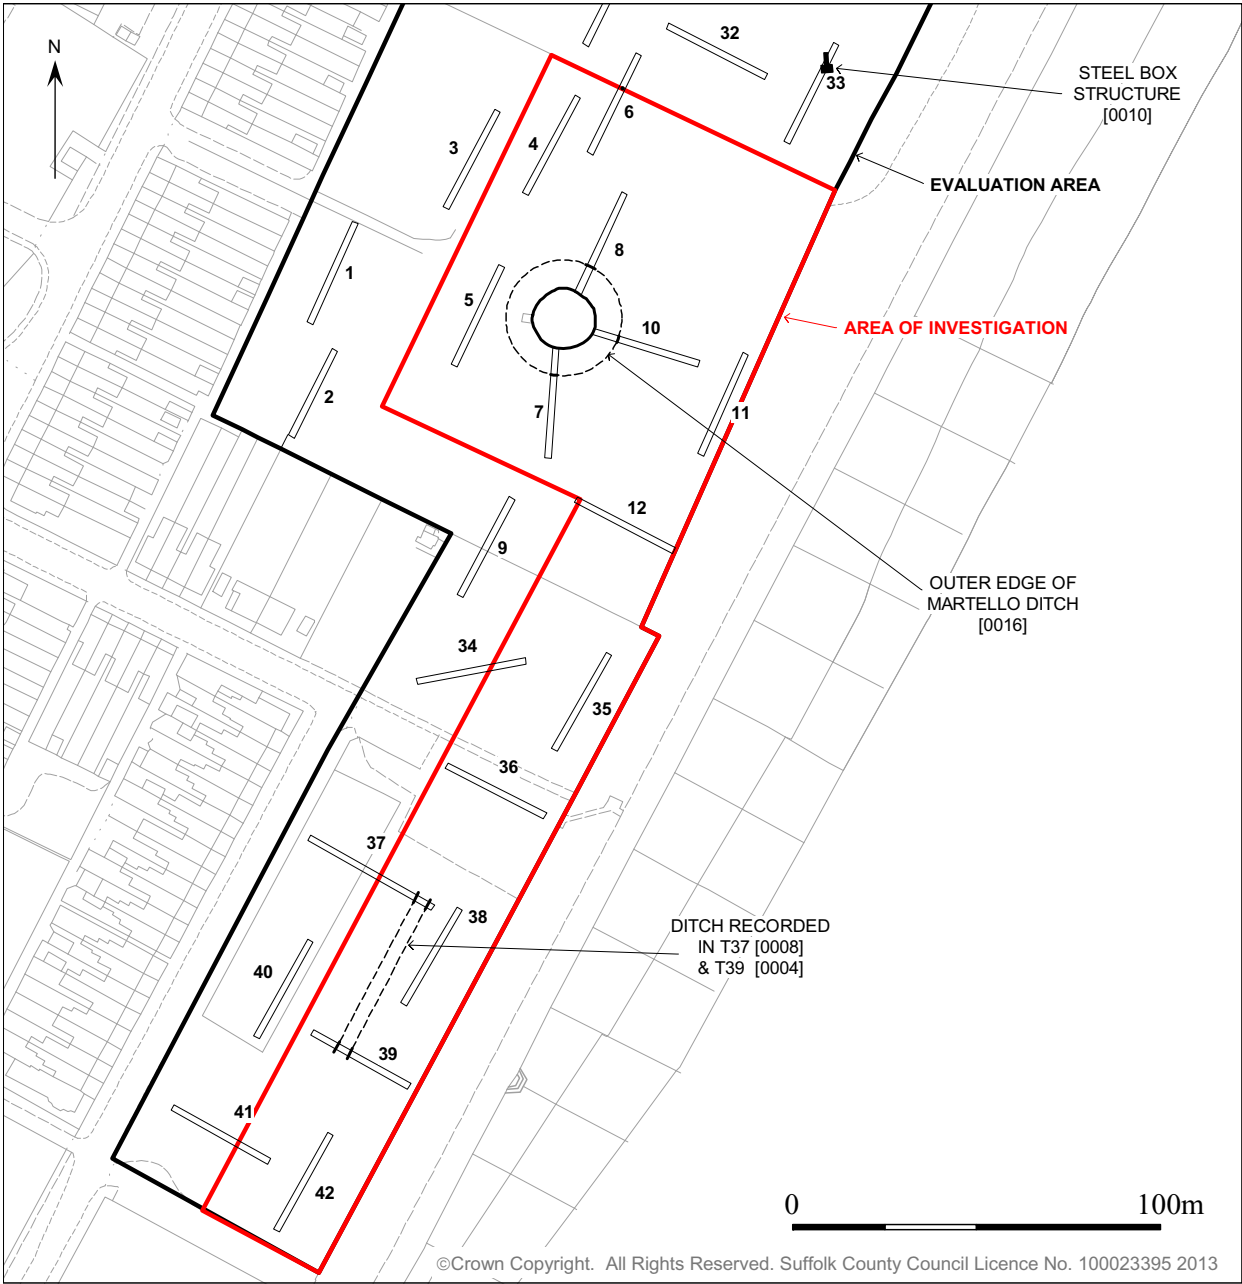 N
32
33
STEEL BOX
STRUCTURE
[0010]
6
4
3
EVALUATION AREA
8
1
5
10
AREA OF INVESTIGATION
2
7
11
12
9
OUTER EDGE OF
MARTELLO DITCH
[0016]
34
35
36
37
38
DITCH RECORDED
IN T37 [0008]
& T39 [0004]
40
39
41
42
0 100m
©Crown Copyright. All Rights Reserved. Suffolk County Council Licence No. 100023395 2013